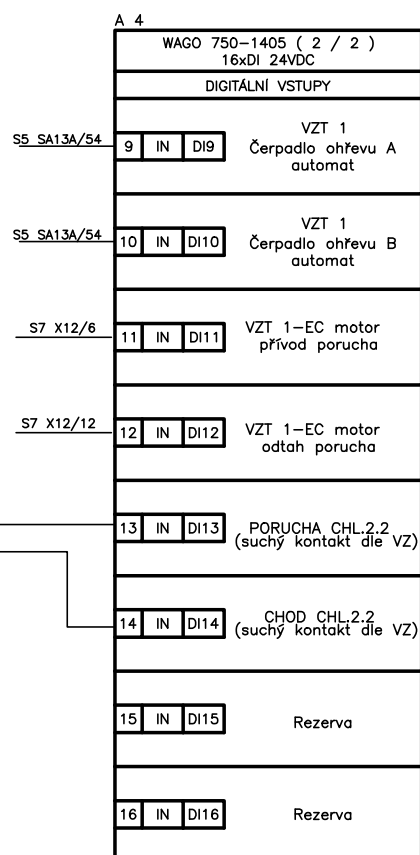 A 4
WAGO 750-1405 ( 2 / 2 )
16xDI 24VDC
DIGITÁLNÍ VSTUPY
S5 SA13A/54
9 IN DI9
VZT 1
Čerpadlo ohřevu A
automat
S5 SA13A/54
10 IN DI10
VZT 1
Čerpadlo ohřevu B
automat
S7 X12/6
11 IN DI11
VZT 1-EC motor
přívod porucha
S7 X12/12
12 IN DI12
VZT 1-EC motor
odtah porucha
13 IN DI13
PORUCHA CHL.2.2
(suchý kontakt dle VZ)
14 IN DI14
CHOD CHL.2.2
(suchý kontakt dle VZ)
15 IN DI15
Rezerva
16 IN DI16
Rezerva